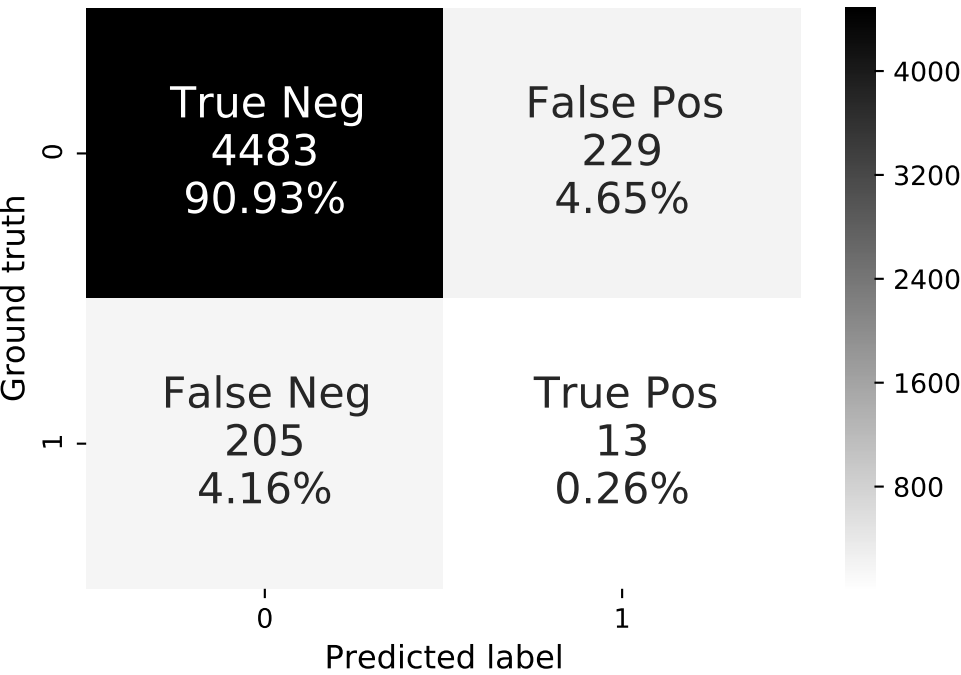 True Neg
4483
90.93%
False Pos
229
4.65%
False Neg
205
4.16%
True Pos
13
0.26%
0
1
Ground truth
0
1
Predicted label
4000
3200
2400
1600
800